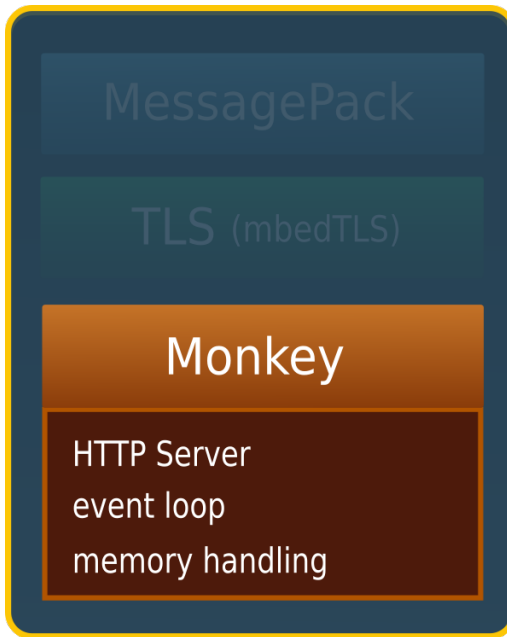 MessagePack
TLS (mbedTLS)
Monkey
HTTP Server
event loop
memory handling